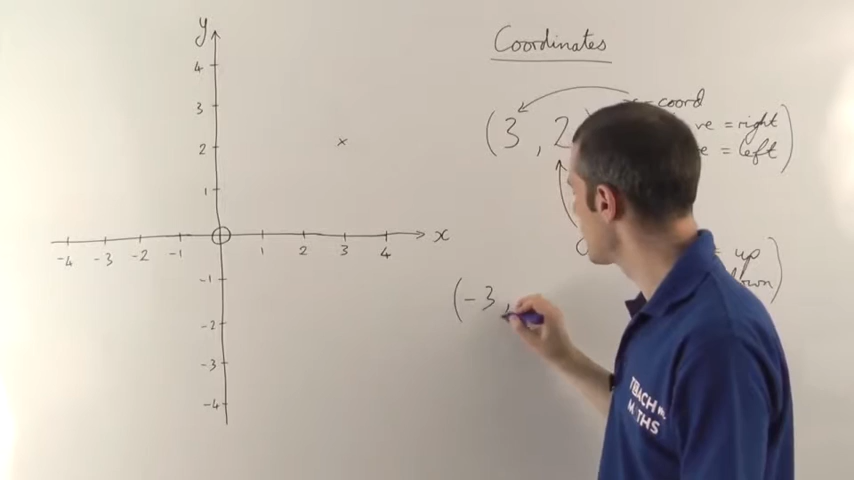 Coordinates
y
4
3
2
1
-4 -3 -2 -1 1 2 3 4 x
-1
-2
-3
-4
x-coord
(3, 2
ve = right
e = left)
= up
down)
(-3,
TEACH
MATHS